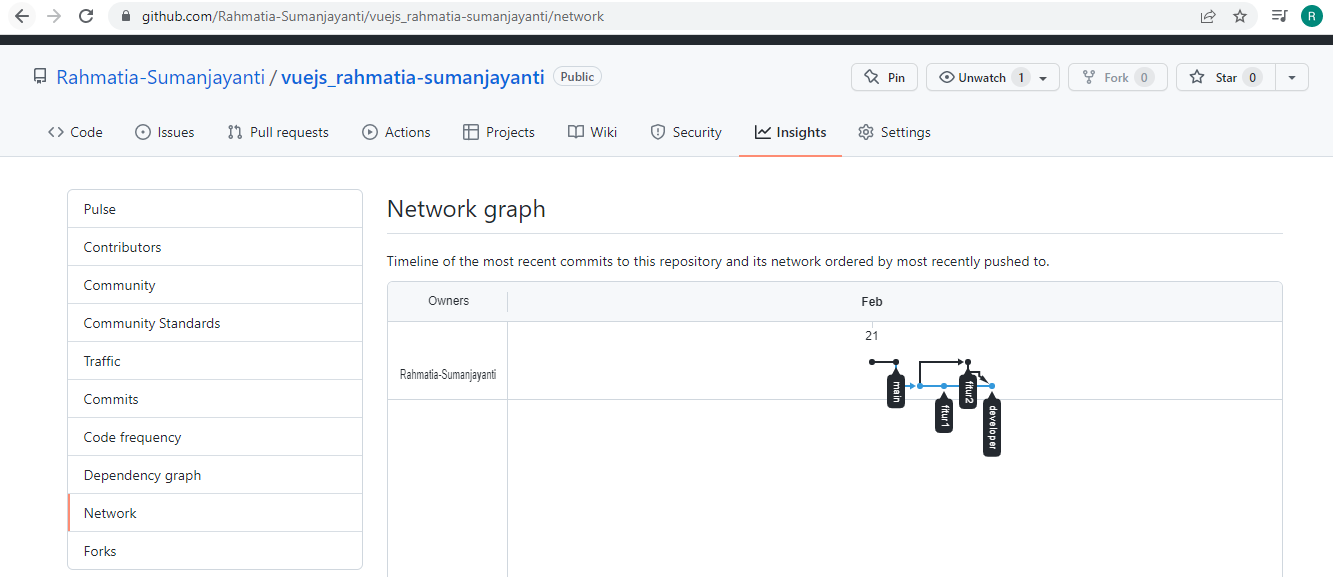 github.com/Rahmatia-Sumanjayanti/vuejs_rahmatia-sumanjayanti/network
R
Rahmatia-Sumanjayanti / vuejs_rahmatia-sumanjayanti Public
Pin Unwatch 1 Fork 0 Star 0
Code Issues Pull requests Actions Projects Wiki Security Insights Settings
Pulse
Contributors
Community
Community Standards
Traffic
Commits
Code frequency
Dependency graph
Network
Forks
Network graph
Timeline of the most recent commits to this repository and its network ordered by most recently pushed to.
Owners Feb
21
Rahmatia-Sumanjayanti
main
fitur1
fitur2
developer